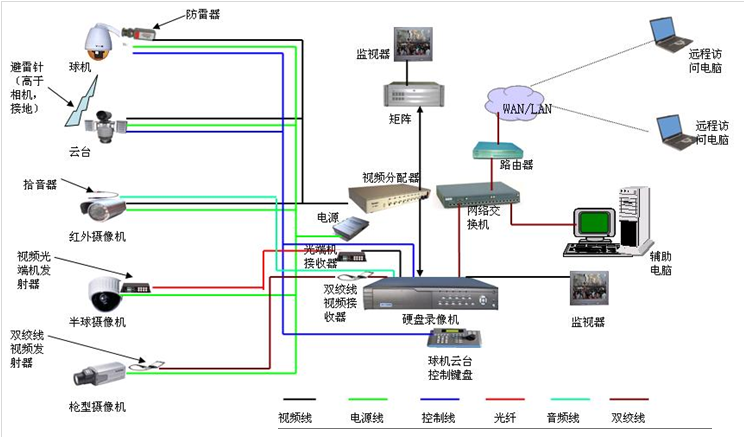 防雷器
球机
避雷针
（高于
相机，
接地）
云台
拾音器
红外摄像机
视频光
端机发
射器
半球摄像机
双绞线
视频发
射器
枪型摄像机
监视器
矩阵
视频分配器
电源
光端机
接收器
双绞线
视频接
收器
硬盘录像机
球机云台
控制键盘
WAN/LAN
路由器
网络交
换机
远程访
问电脑
远程访
问电脑
辅助
电脑
监视器
视频线
电源线
控制线
光纤
音频线
双绞线